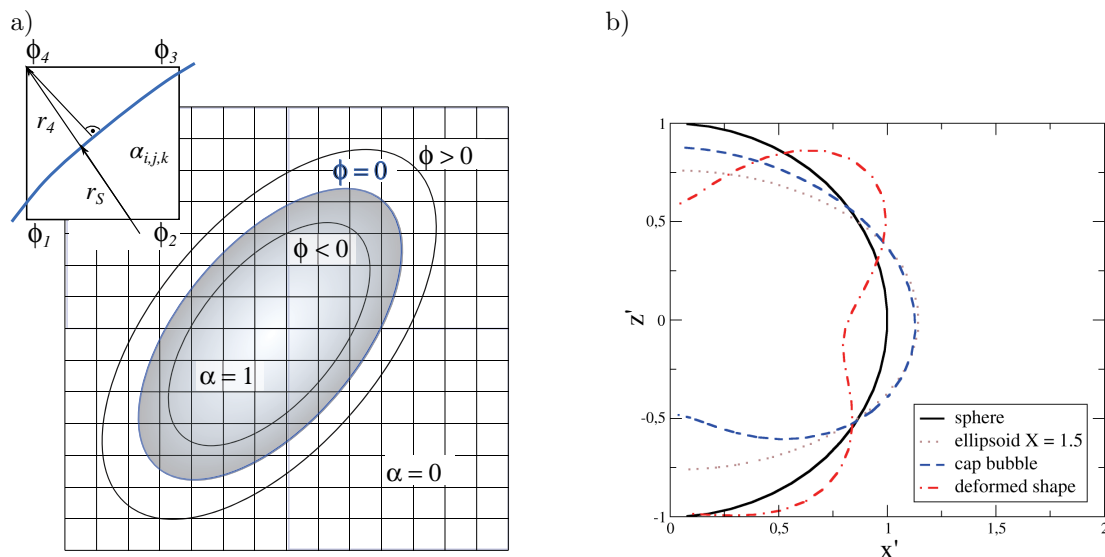 a)
ϕ4
ϕ3
r4
αi,j,k
rS
ϕ1
ϕ2
ϕ > 0
ϕ = 0
ϕ < 0
α = 1
α = 0
b)
1
0,5
0
-0,5
-1
z'
0
0,5
1
1,5
2
x'
sphere
ellipsoid X = 1.5
cap bubble
deformed shape